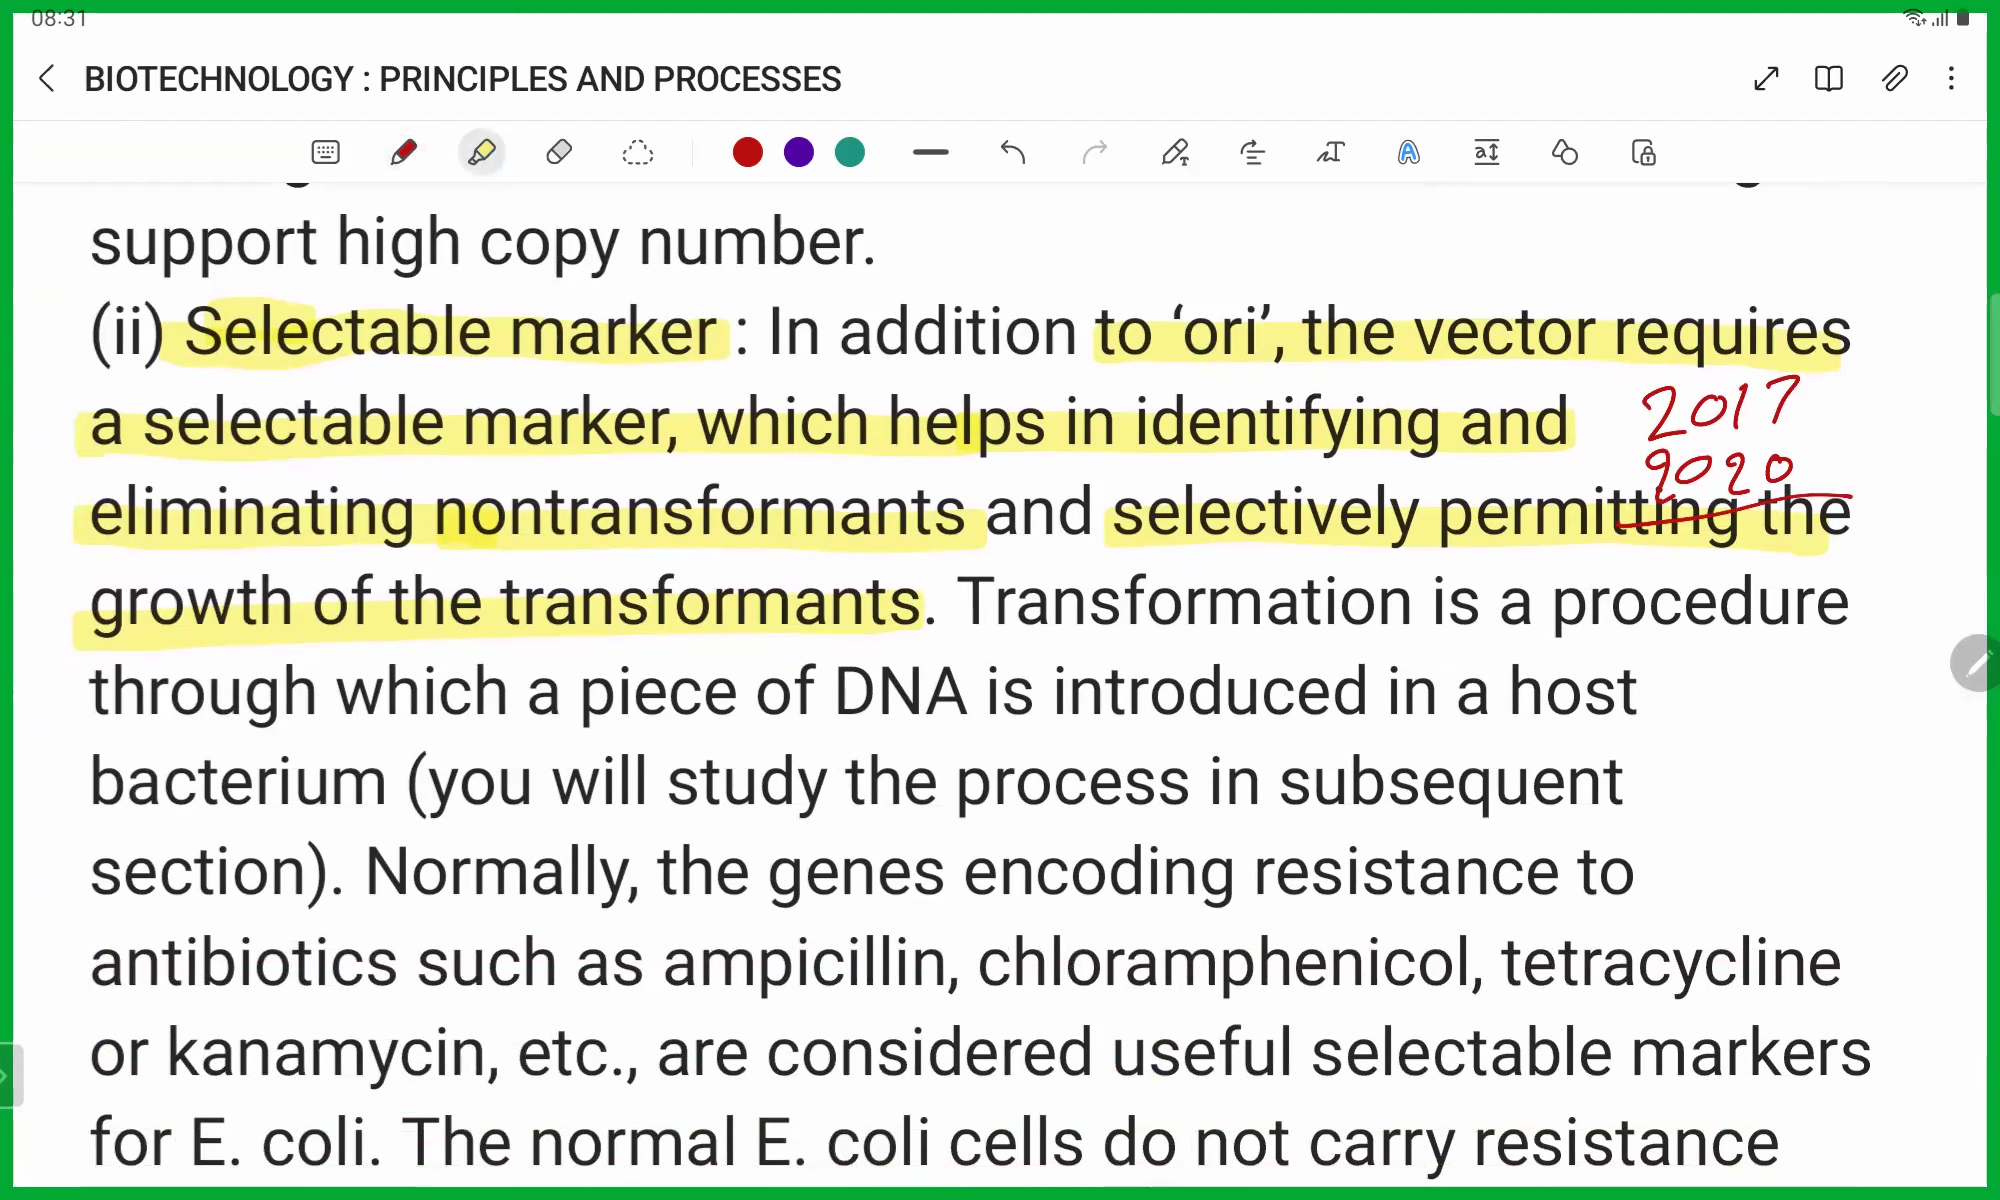 08:31
BIOTECHNOLOGY : PRINCIPLES AND PROCESSES
support high copy number.
(ii) Selectable marker : In addition to ‘ori’, the vector requires
a selectable marker, which helps in identifying and
2017
2020
eliminating nontransformants and selectively permitting the
growth of the transformants. Transformation is a procedure
through which a piece of DNA is introduced in a host
bacterium (you will study the process in subsequent
section). Normally, the genes encoding resistance to
antibiotics such as ampicillin, chloramphenicol, tetracycline
or kanamycin, etc., are considered useful selectable markers
for E. coli. The normal E. coli cells do not carry resistance